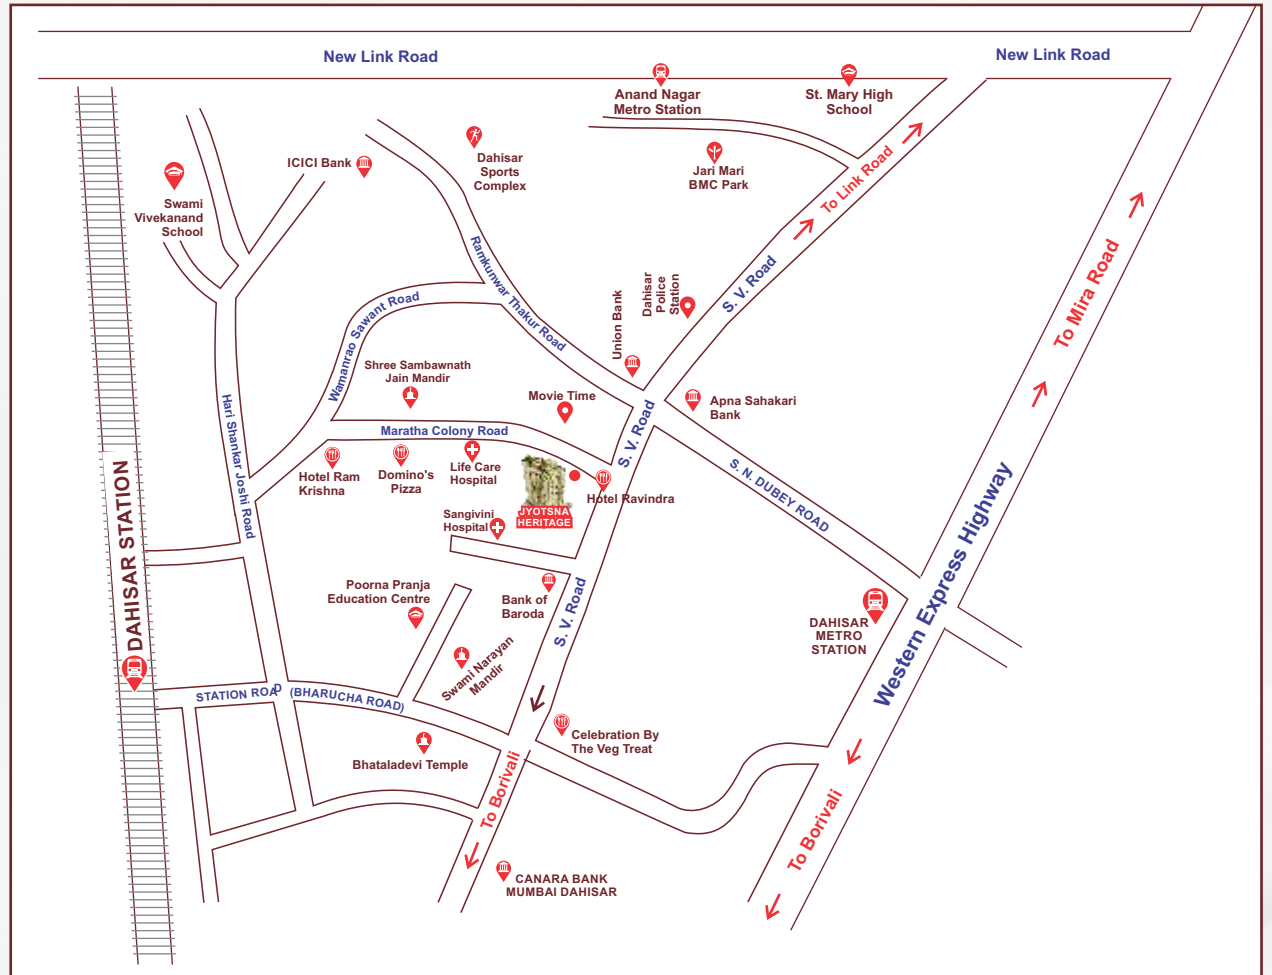 New Link Road
New Link Road
Anand Nagar
Metro Station
St. Mary High
School
ICICI Bank
Dahisar
Sports
Complex
Jari Mari
BMC Park
To Link Road
Swami
Vivekanand
School
Ramkunwar Thakur Road
S. V. Road
Dahisar
Police
Station
Union Bank
To Mira Road
Wamanrao Sawant Road
Shree Sambawnath
Jain Mandir
Movie Time
Apna Sahakari
Bank
Hari Shankar Joshi Road
Maratha Colony Road
S. V. Road
Hotel Ram
Krishna
Domino's
Pizza
Life Care
Hospital
Hotel Ravindra
JYOTSNA
HERITAGE
S. N. DUBEY ROAD
Western Express Highway
DAHISAR STATION
Sangivini
Hospital
Poorna Pranja
Education Centre
Bank of
Baroda
S. V. Road
DAHISAR
METRO
STATION
Swami Narayan
Mandir
STATION ROAD (BHARUCHA ROAD)
Bhataladevi Temple
Celebration By
The Veg Treat
To Borivali
To Borivali
CANARA BANK
MUMBAI DAHISAR